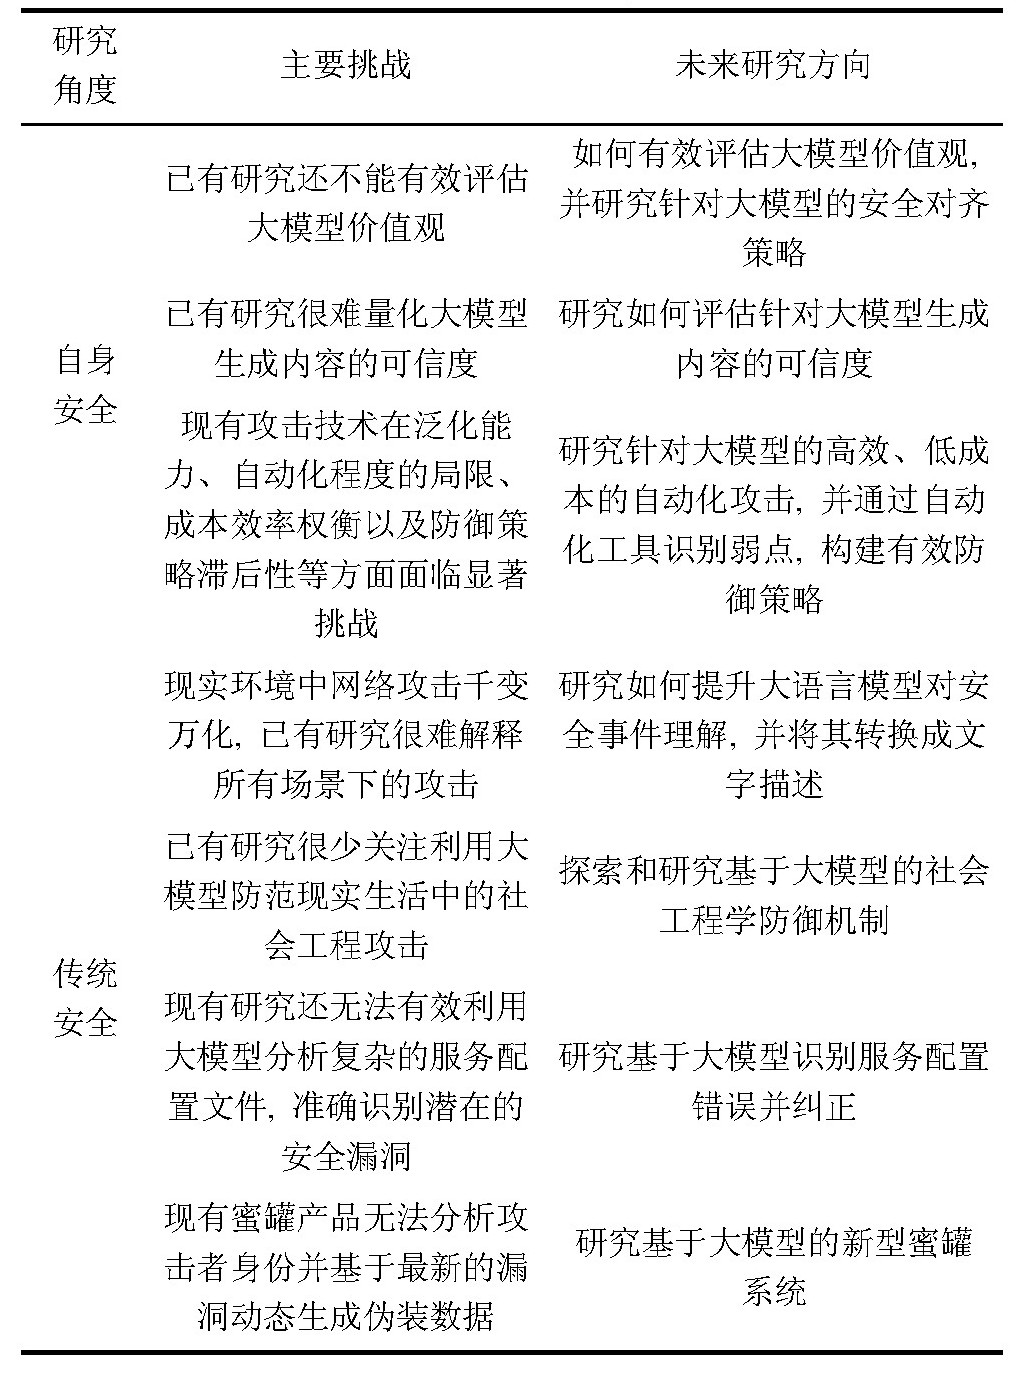 研究
角度
主要挑战
未来研究方向
自身
安全
已有研究还不能有效评估
大模型价值观
如何有效评估大模型价值观,
并研究针对大模型的安全对齐
策略
已有研究很难量化大模型
生成内容的可信度
研究如何评估针对大模型生成
内容的可信度
现有攻击技术在泛化能
力、自动化程度的局限、
成本效率权衡以及防御策
略滞后性等方面面临显著
挑战
研究针对大模型的高效、低成
本的自动化攻击, 并通过自动
化工具识别弱点, 构建有效防
御策略
传统
安全
现实环境中网络攻击千变
万化, 已有研究很难解释
所有场景下的攻击
研究如何提升大语言模型对安
全事件理解, 并将其转换成文
字描述
已有研究很少关注利用大
模型防范现实生活中的社
会工程攻击
探索和研究基于大模型的社会
工程学防御机制
现有研究还无法有效利用
大模型分析复杂的服务配
置文件, 准确识别潜在的
安全漏洞
研究基于大模型识别服务配置
错误并纠正
现有蜜罐产品无法分析攻
击者身份并基于最新的漏
洞动态生成伪装数据
研究基于大模型的新型蜜罐
系统